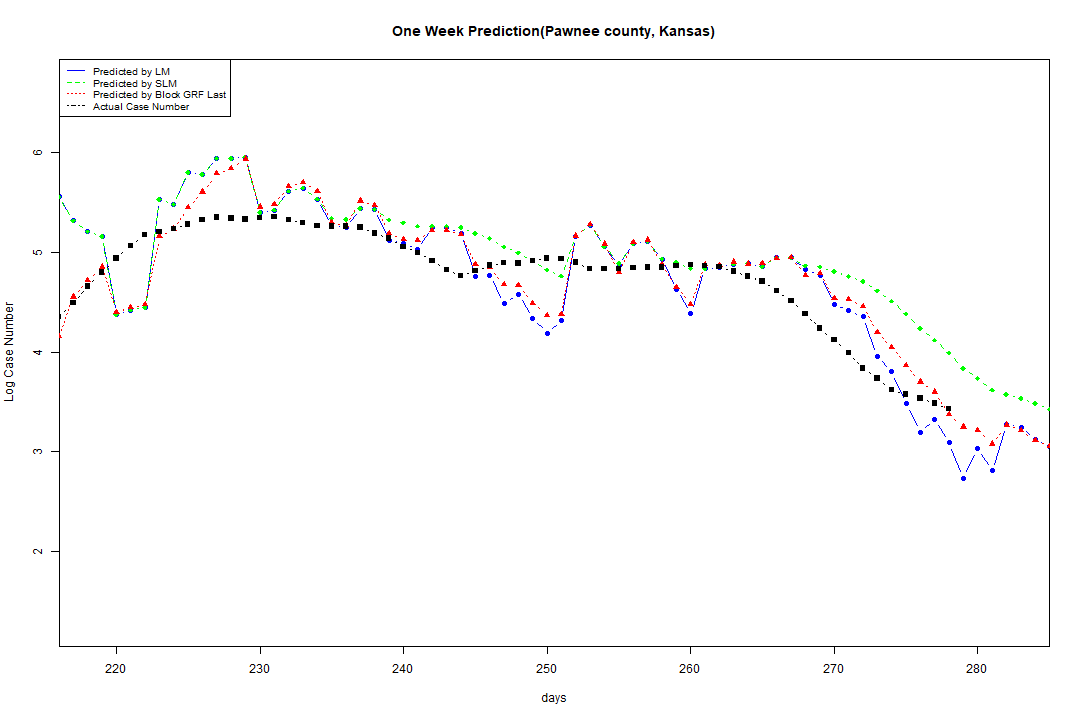 One Week Prediction(Pawnee county, Kansas)
Predicted by LM
Predicted by SLM
Predicted by Block GRF Last
Actual Case Number
6
5
4
3
2
Log Case Number
220 230 240 250 260 270 280
days